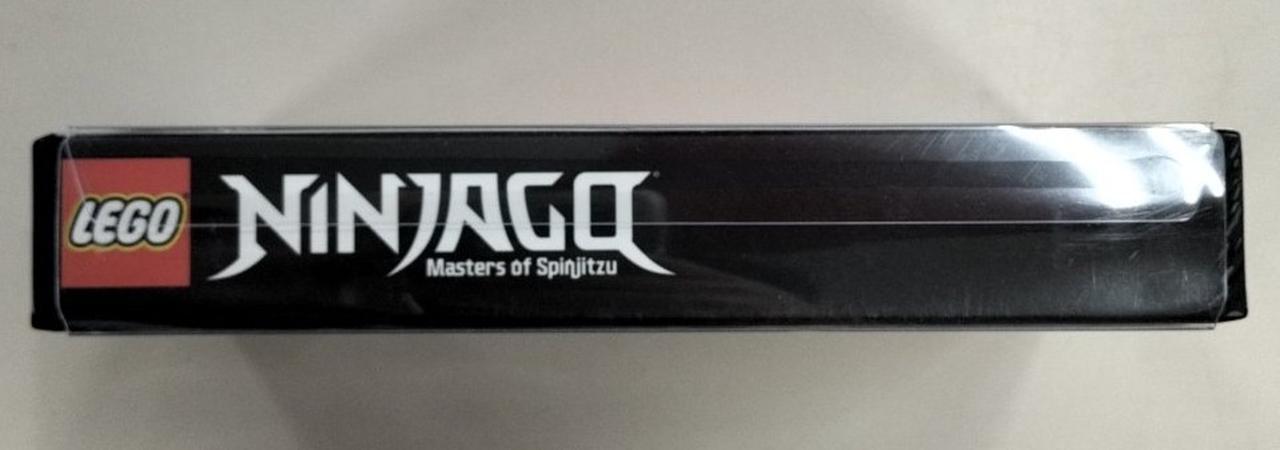 LEGO
NINJAGO
Masters of Spinjitzu